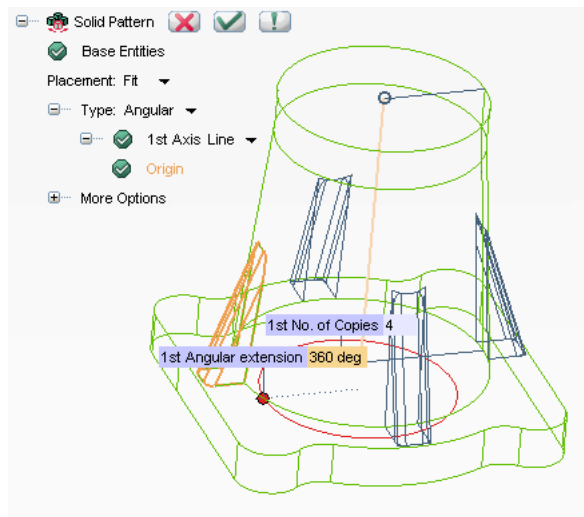 Solid Pattern
Base Entities
Placement: Fit
Type: Angular
1st Axis Line
Origin
More Options
1st No. of Copies 4
1st Angular extension 360 deg